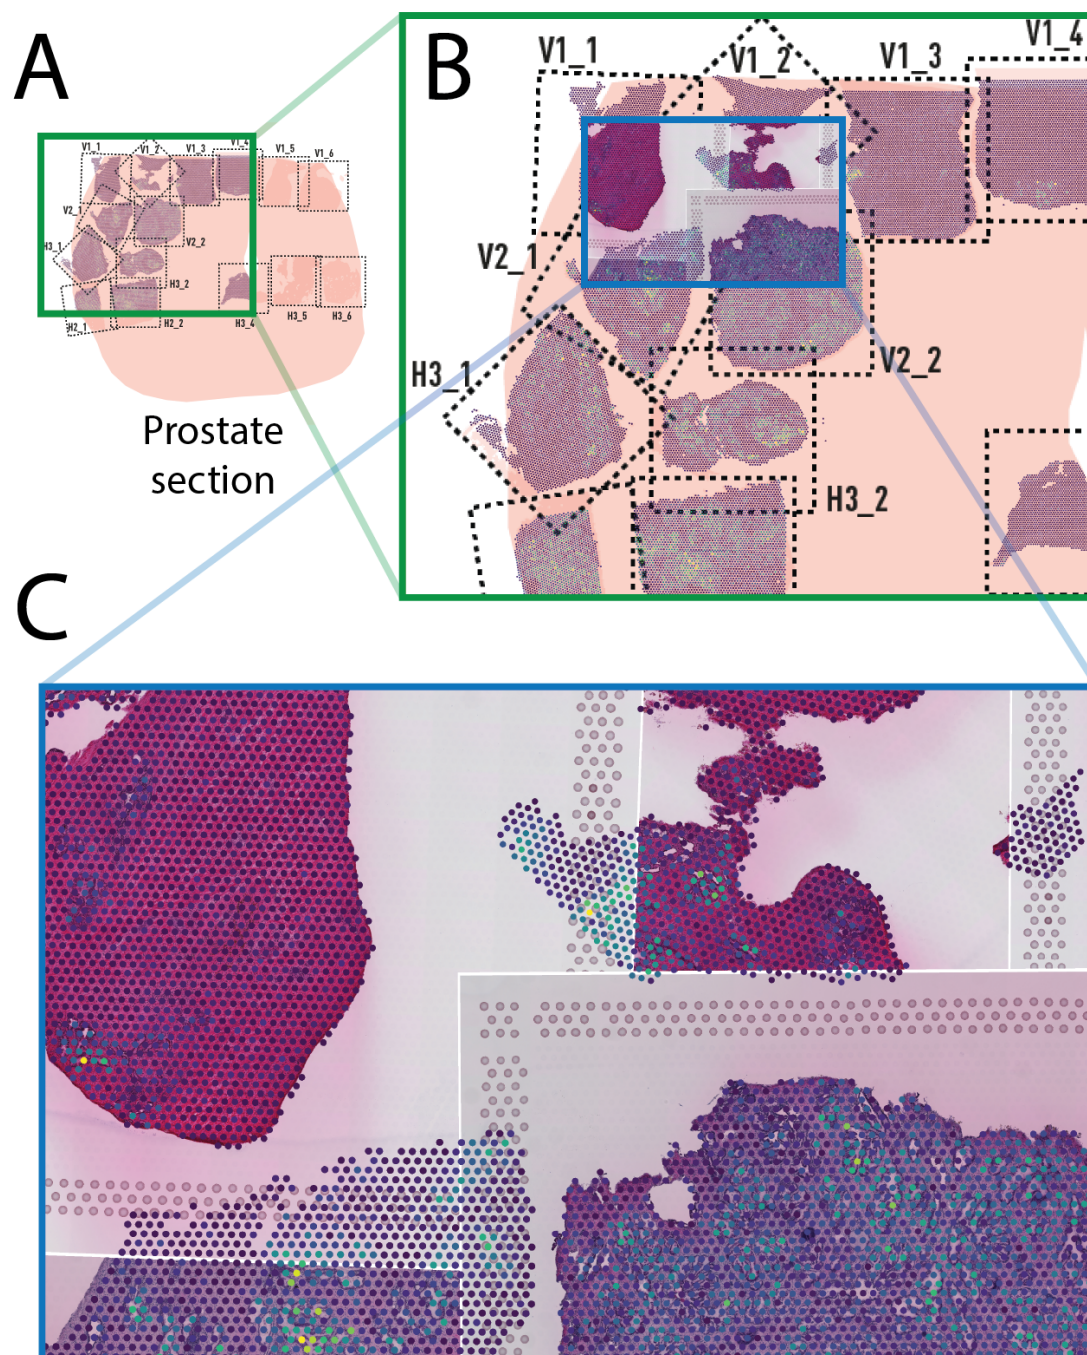 A
V1_1
V1_2
V1_3
V1_4
V1_5
V1_6
V2_1
V2_2
H3_1
H3_2
H2_1
H2_2
H3_4
H3_5
H3_6
Prostate
section
B
V1_1
V1_2
V1_3
V1_4
V2_1
V2_2
H3_1
H3_2
C